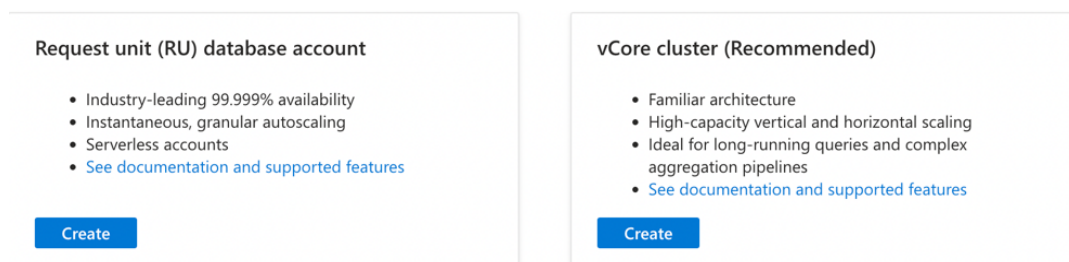 Request unit (RU) database account
Industry-leading 99.999% availability
Instantaneous, granular autoscaling
Serverless accounts
See documentation and supported features
Create
vCore cluster (Recommended)
Familiar architecture
High-capacity vertical and horizontal scaling
Ideal for long-running queries and complex
aggregation pipelines
See documentation and supported features
Create